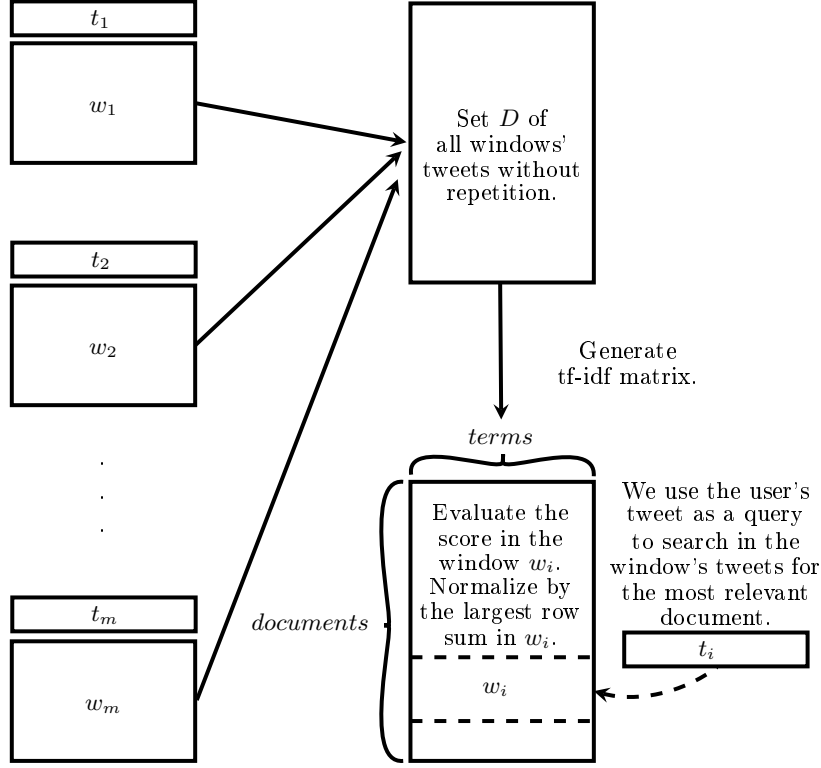 t₁
w₁
t₂
w₂
.
.
.
tₘ
wₘ
Set D of
all windows'
tweets without
repetition.
Generate
tf-idf matrix.
terms
documents
Evaluate the
score in the
window wᵢ.
Normalize by
the largest row
sum in wᵢ.
wᵢ
We use the user's
tweet as a query
to search in the
window's tweets for
the most relevant
document.
tᵢ